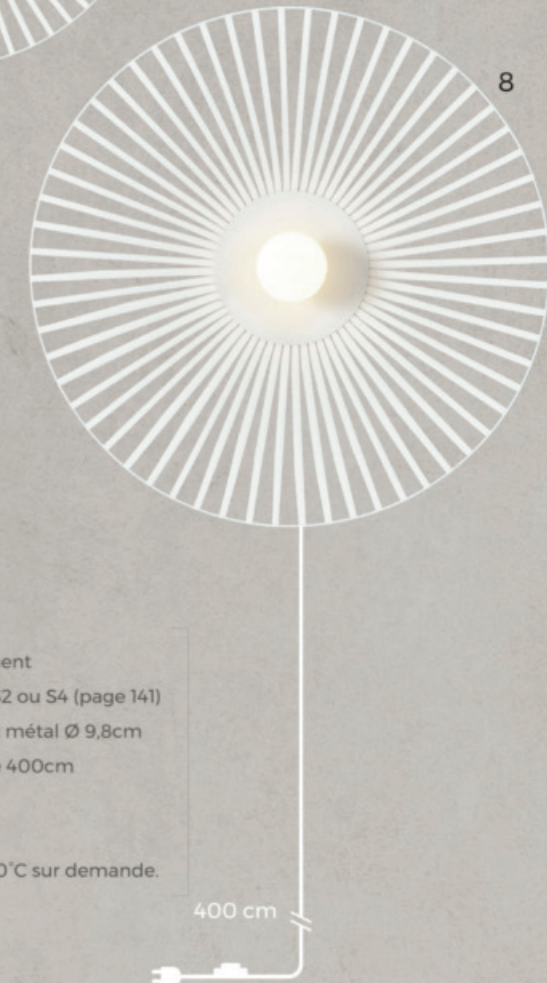 8
ent
2 ou S4 (page 141)
métal Ø 9,8cm
400cm
0°C sur demande.
400 cm